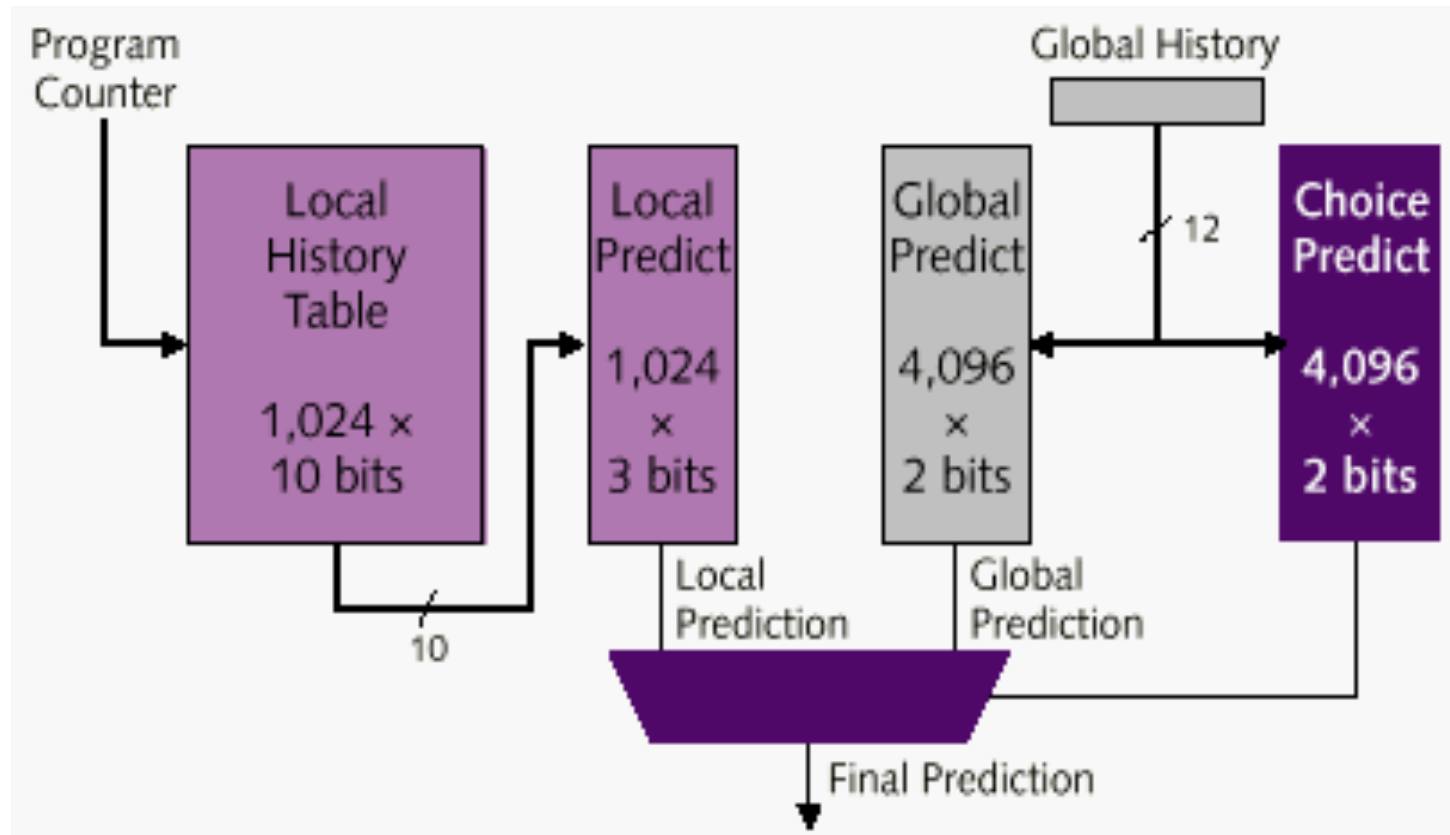 Program
Counter
Global History
Local
History
Table
1,024 ×
10 bits
Local
Predict
1,024
×
3 bits
Global
Predict
4,096
×
2 bits
12
Choice
Predict
4,096
×
2 bits
10
Local
Prediction
Global
Prediction
Final Prediction